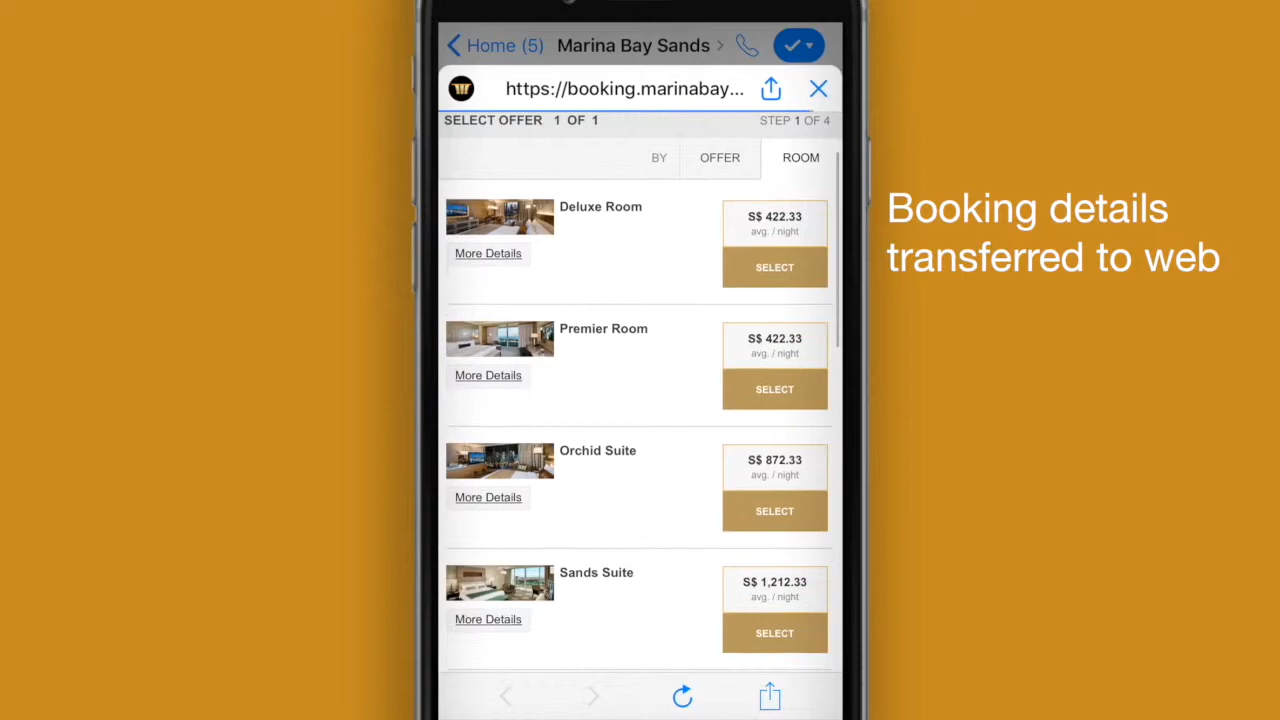 Home (5) Marina Bay Sands
https://booking.marinabay...
SELECT OFFER 1 OF 1 STEP 1 OF 4
BY OFFER ROOM
Deluxe Room
S$ 422.33
avg. / night
More Details
SELECT
Premier Room
S$ 422.33
avg. / night
More Details
SELECT
Orchid Suite
S$ 872.33
avg. / night
More Details
SELECT
Sands Suite
S$ 1,212.33
avg. / night
More Details
SELECT
Booking details
transferred to web